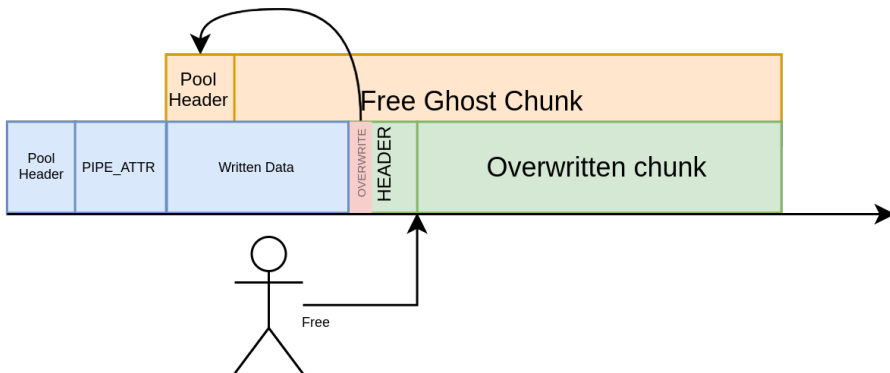 Pool
Header
Free Ghost Chunk
Pool
Header
PIPE_ATTR
Written Data
OVERWRITE
HEADER
Overwritten chunk
Free